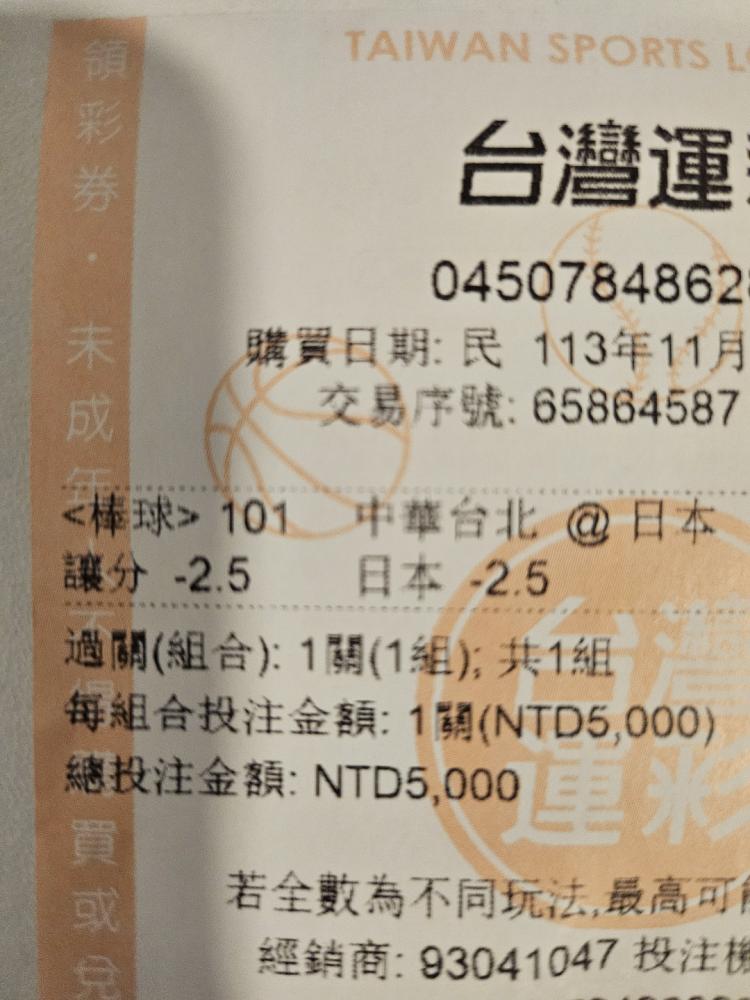 TAIWAN SPORTS
台灣運
0450784862
購買日期: 民 113年11月
交易序號: 65864587
<棒球> 101 中華台北 @ 日本
讓分 -2.5 日本 -2.5
過關(組合): 1關(1組); 共1組
每組合投注金額: 1關(NTD5,000)
總投注金額: NTD5,000
若全數為不同玩法,最高可
經銷商: 93041047 投注機
領彩券・未成年 不得購買或兌
台灣
運彩